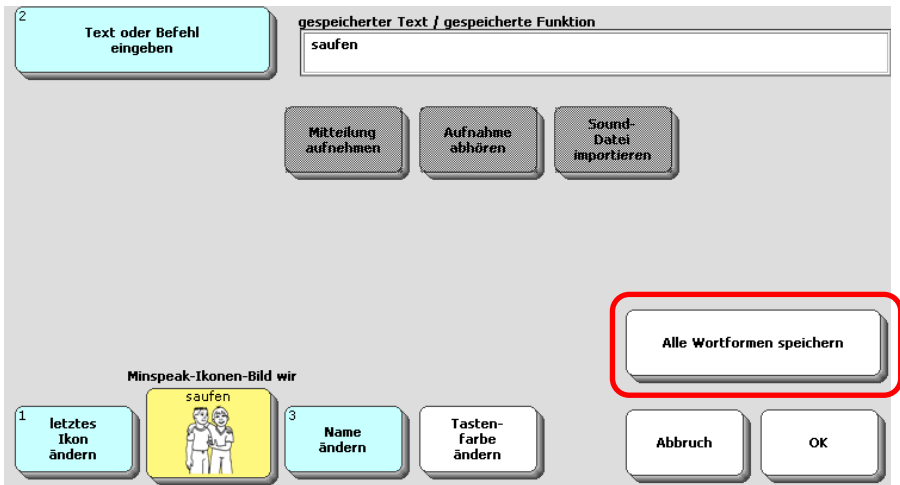 2
Text oder Befehl
eingeben
gespeicherter Text / gespeicherte Funktion
saufen
Mitteilung
aufnehmen
Aufnahme
abhören
Sound-
Datei
importieren
Alle Wortformen speichern
Minspeak-Ikonen-Bild wir
1
letztes
Ikon
ändern
saufen
3
Name
ändern
Tasten-
farbe
ändern
Abbruch
OK